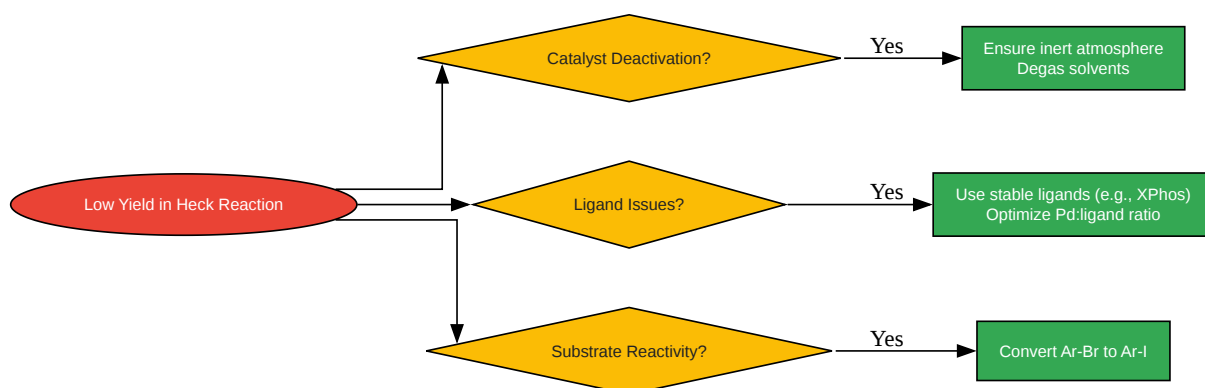 Catalyst Deactivation?
Yes
Ensure inert atmosphere
Degas solvents
Low Yield in Heck Reaction
Ligand Issues?
Yes
Use stable ligands (e.g., XPhos)
Optimize Pd:ligand ratio
Substrate Reactivity?
Yes
Convert Ar-Br to Ar-I